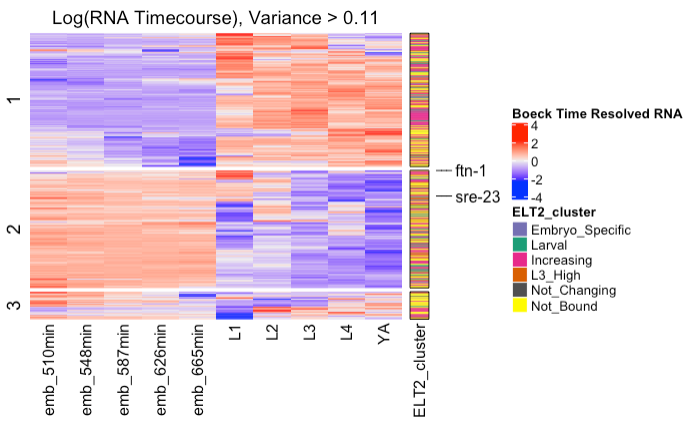 Log(RNA Timecourse), Variance > 0.11
1
2
3
ftn-1
sre-23
emb_510min
emb_548min
emb_587min
emb_626min
emb_665min
L1
L2
L3
L4
YA
ELT2_cluster
Boeck Time Resolved RNA
4
2
0
-2
-4
ELT2_cluster
Embryo_Specific
Larval
Increasing
L3_High
Not_Changing
Not_Bound